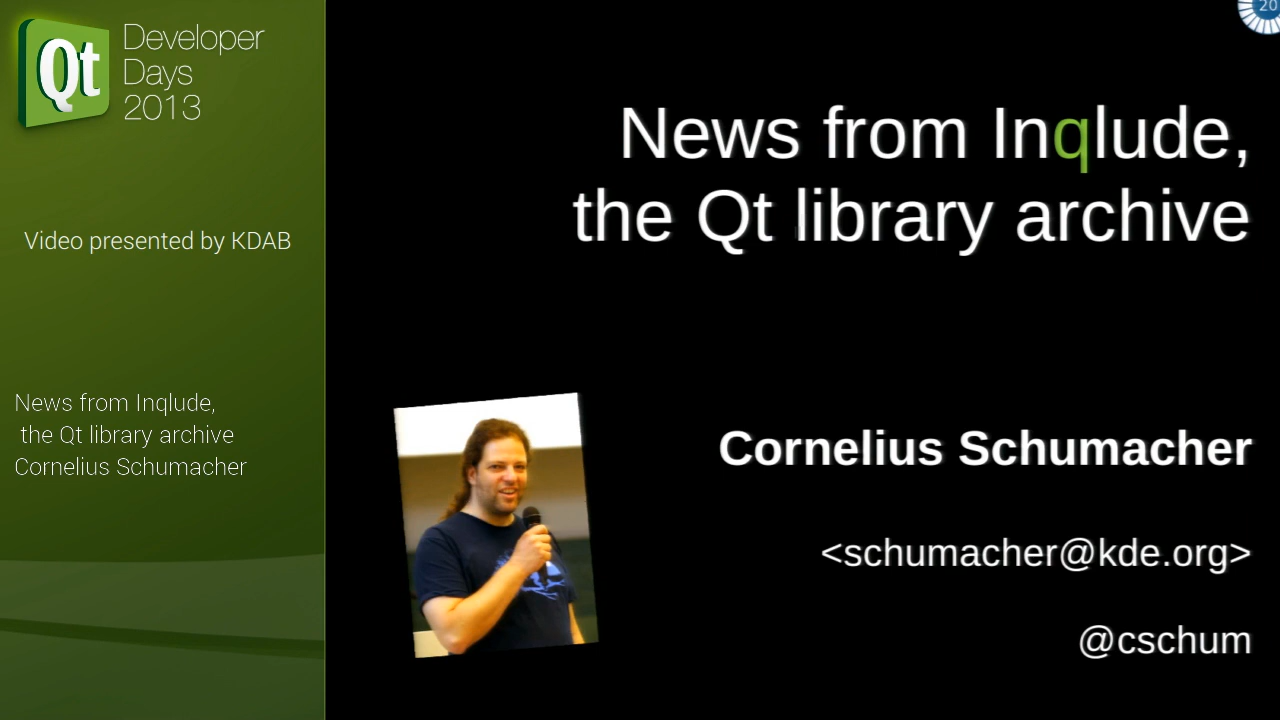 Qt
Developer
Days
2013
Video presented by KDAB
News from Inqlude,
the Qt library archive
Cornelius Schumacher
20
News from Inqlude,
the Qt library archive
Cornelius Schumacher
<schumacher@kde.org>
@cschum